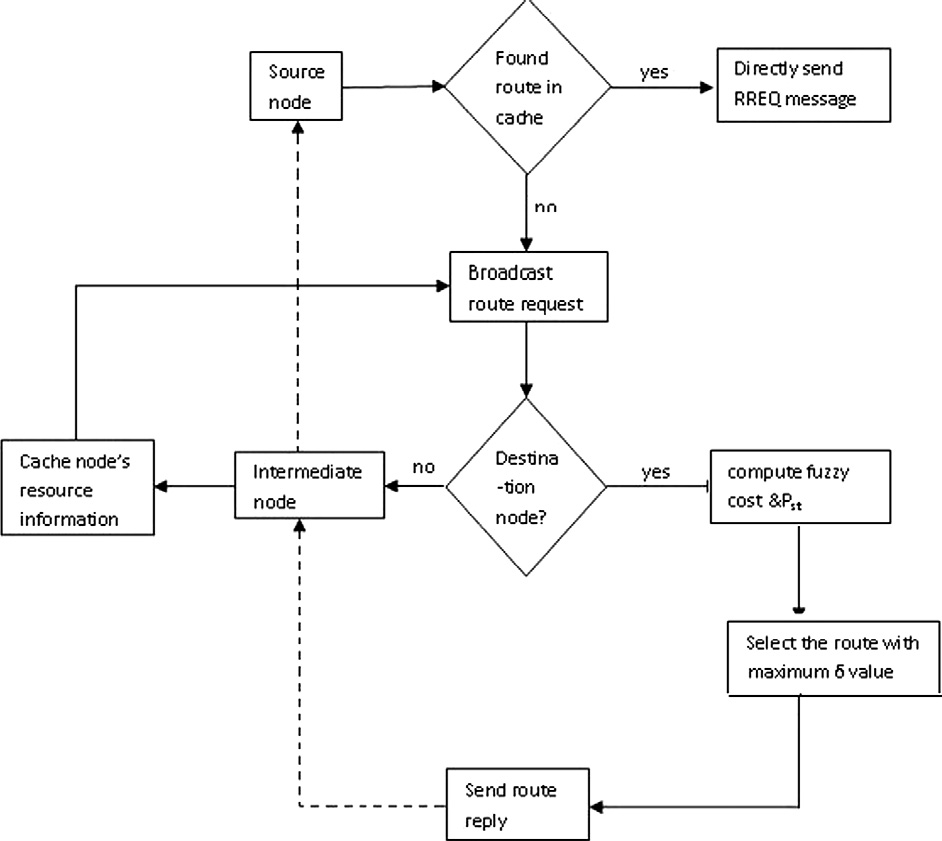 Source
node
Found
route in
cache
yes
Directly send
RREQ message
no
Broadcast
route request
Cache node's
resource
information
Intermediate
node
no
Destina
-tion
node?
yes
compute fuzzy
cost &Pst
Select the route with
maximum δ value
Send route
reply